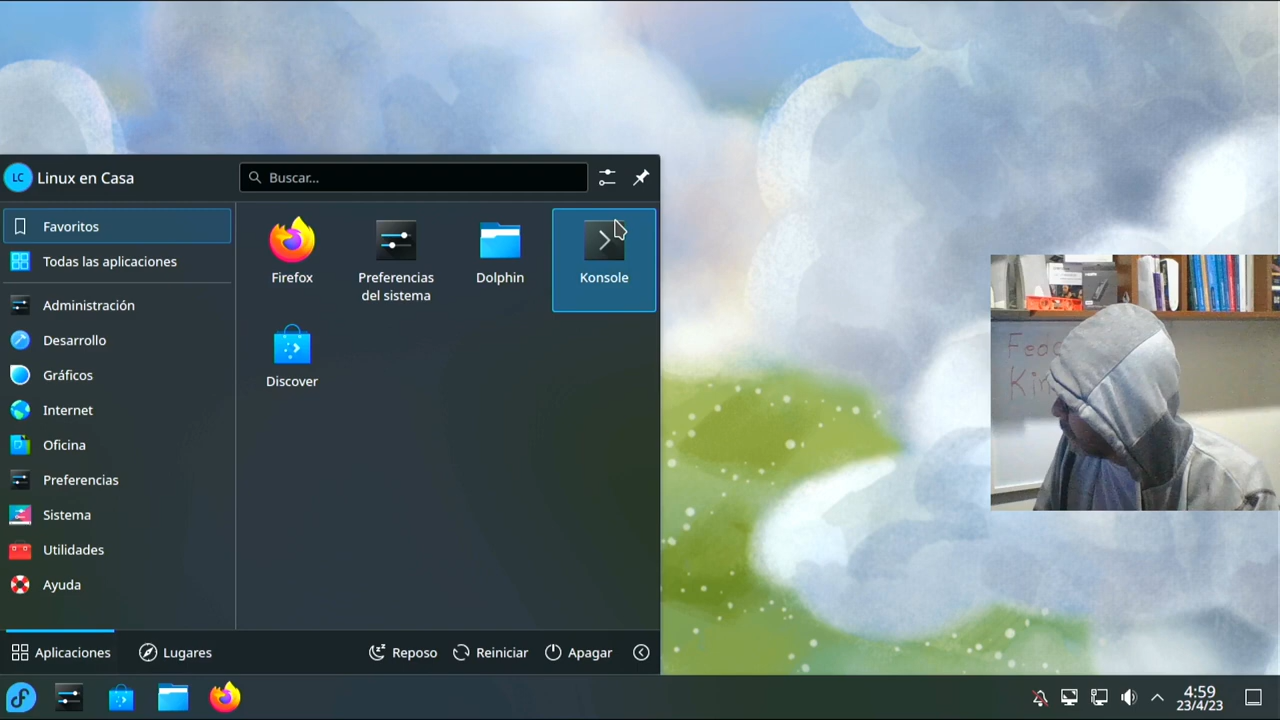 LC Linux en Casa
Buscar...
Favoritos
Todas las aplicaciones
Administración
Desarrollo
Gráficos
Internet
Oficina
Preferencias
Sistema
Utilidades
Ayuda
Firefox
Preferencias
del sistema
Dolphin
Konsole
Discover
Aplicaciones
Lugares
Reposo
Reiniciar
Apagar
4:59
23/4/23